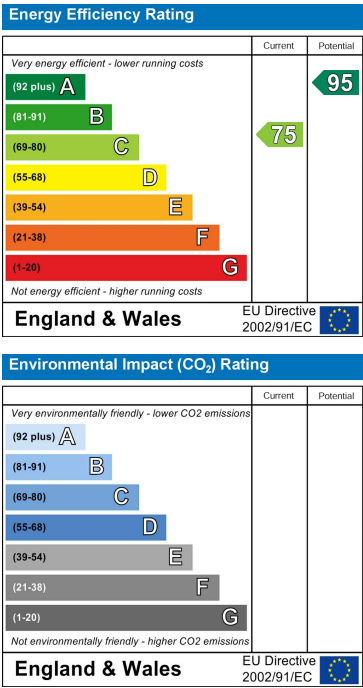 Energy Efficiency Rating
Current Potential
Very energy efficient - lower running costs
(92 plus) A
95
(81-91) B
75
(69-80) C
(55-68) D
(39-54) E
(21-38) F
(1-20) G
Not energy efficient - higher running costs
England & Wales
EU Directive
2002/91/EC
Environmental Impact (CO₂) Rating
Current Potential
Very environmentally friendly - lower CO2 emissions
(92 plus) A
(81-91) B
(69-80) C
(55-68) D
(39-54) E
(21-38) F
(1-20) G
Not environmentally friendly - higher CO2 emissions
England & Wales
EU Directive
2002/91/EC